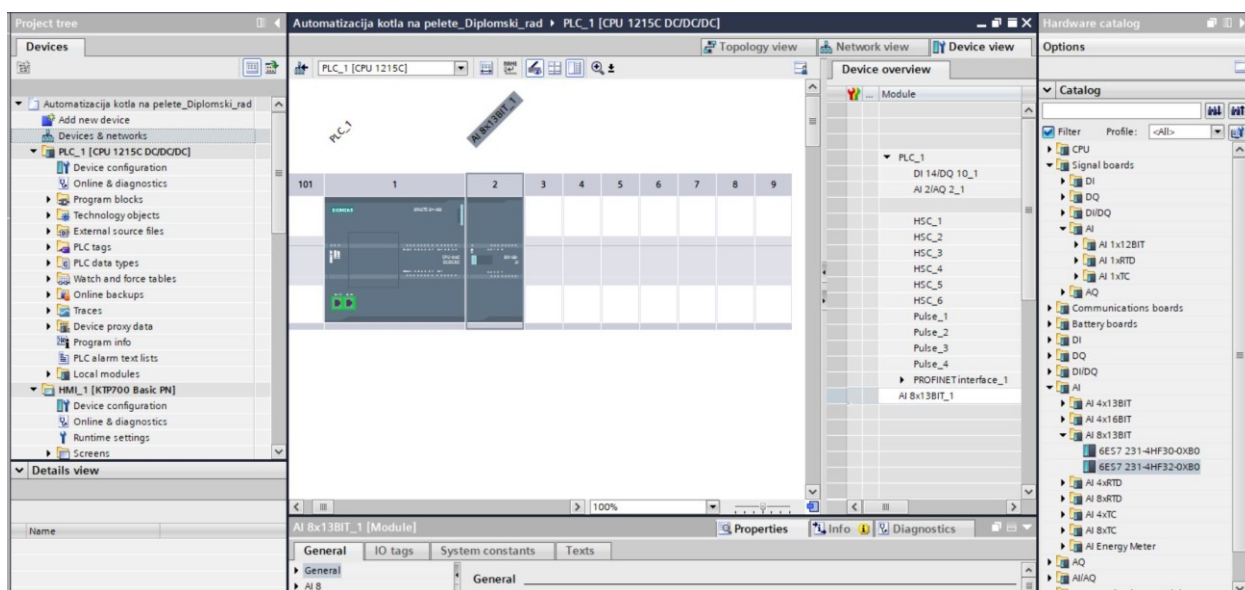 Project tree
Devices
Automatizacija kotla na pelete_Diplomski_rad
Add new device
Devices & networks
PLC_1 [CPU 1215C DC/DC/DC]
Device configuration
Online & diagnostics
Program blocks
Technology objects
External source files
PLC tags
PLC data types
Watch and force tables
Online backups
Traces
Device proxy data
Program info
PLC alarm text lists
Local modules
HMI_1 [KTP700 Basic PN]
Device configuration
Online & diagnostics
Runtime settings
Screens
Details view
Name
Automatizacija kotla na pelete_Diplomski_rad PLC_1 [CPU 1215C DC/DC/DC]
Topology view Network view Device view
PLC_1 [CPU 1215C]
PLC_1
AI 8x13BIT_1
101 1 2 3 4 5 6 7 8 9
SIEMENS
100%
Device overview
... Module
PLC_1
DI 14/DQ 10_1
AI 2/AQ 2_1
HSC_1
HSC_2
HSC_3
HSC_4
HSC_5
HSC_6
Pulse_1
Pulse_2
Pulse_3
Pulse_4
PROFINET interface_1
AI 8x13BIT_1
AI 8x13BIT_1 [Module]
Properties Info Diagnostics
General IO tags System constants Texts
General
AI 8
General
Hardware catalog
Options
Catalog
Filter Profile: <All>
CPU
Signal boards
DI
DQ
DI/DQ
AI
AI 1x12BIT
AI 1xRTD
AI 1xTC
AQ
Communications boards
Battery boards
DI
DQ
DI/DQ
AI
AI 4x13BIT
AI 4x16BIT
AI 8x13BIT
6ES7 231-4HF30-0XB0
6ES7 231-4HF32-0XB0
AI 4xRTD
AI 8xRTD
AI 4xTC
AI 8xTC
AI Energy Meter
AQ
AI/AQ